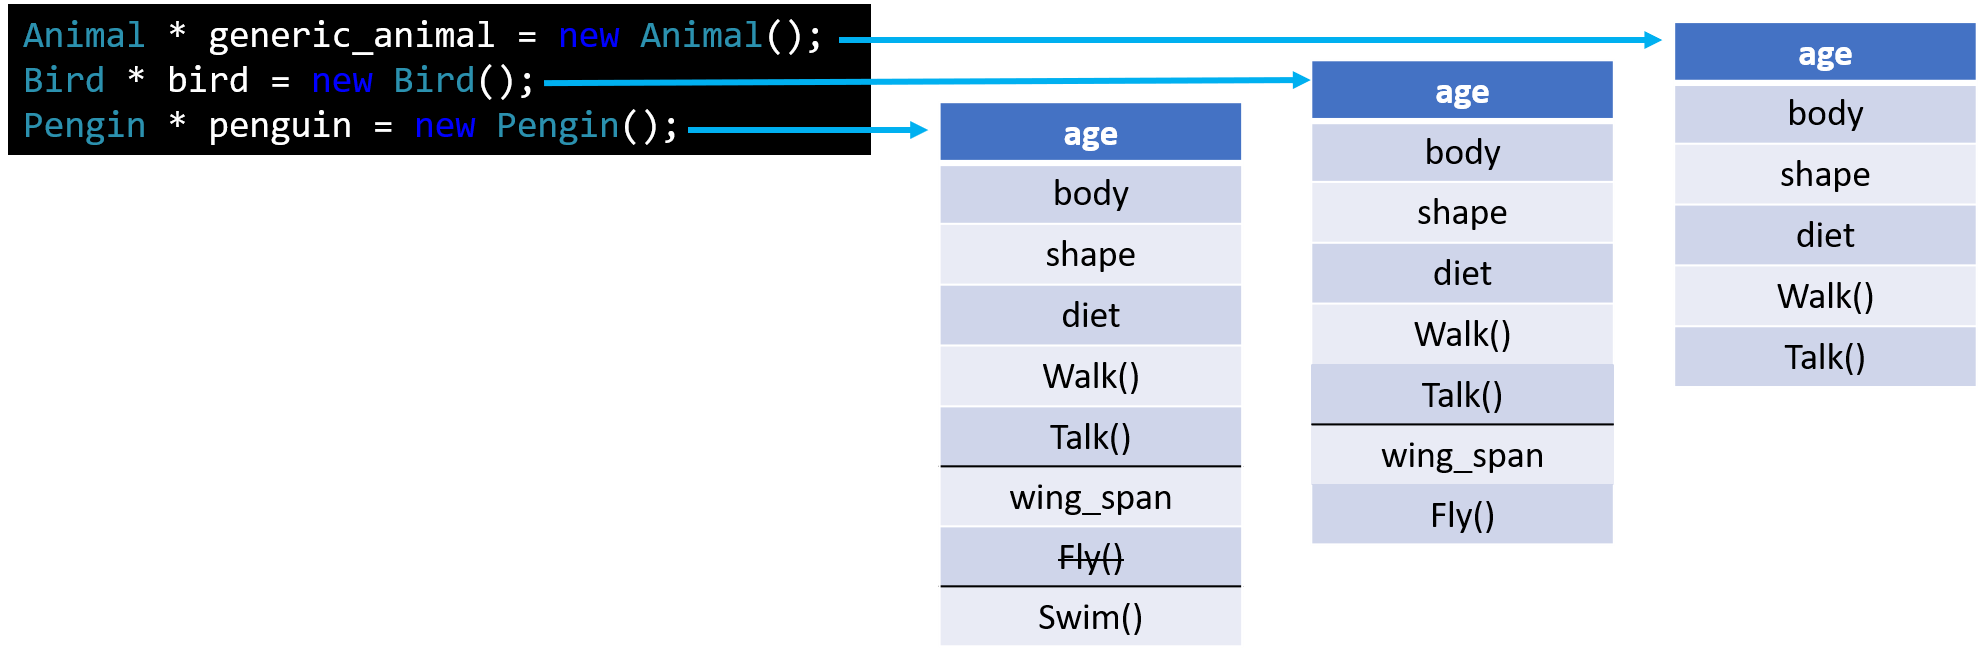 Animal * generic_animal = new Animal();
Bird * bird = new Bird();
Pengin * penguin = new Pengin();
age
body
shape
diet
Walk()
Talk()
wing_span
Fly()
Swim()
age
body
shape
diet
Walk()
Talk()
wing_span
Fly()
age
body
shape
diet
Walk()
Talk()